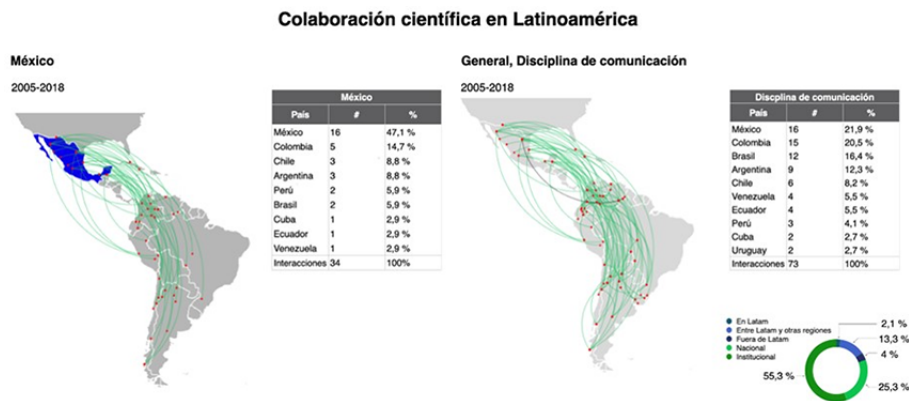 Colaboración científica en Latinoamérica
México
2005-2018
México
País # %
México 16 47,1 %
Colombia 5 14,7 %
Chile 3 8,8 %
Argentina 3 8,8 %
Perú 2 5,9 %
Brasil 2 5,9 %
Cuba 1 2,9 %
Ecuador 1 2,9 %
Venezuela 1 2,9 %
Interacciones 34 100%
General, Disciplina de comunicación
2005-2018
Discplina de comunicación
País # %
México 16 21,9 %
Colombia 15 20,5 %
Brasil 12 16,4 %
Argentina 9 12,3 %
Chile 6 8,2 %
Venezuela 4 5,5 %
Ecuador 4 5,5 %
Perú 3 4,1 %
Cuba 2 2,7 %
Uruguay 2 2,7 %
Interacciones 73 100%
En Latam
Entre Latam y otras regiones
Fuera de Latam
Nacional
Institucional
2,1 %
13,3 %
4 %
55,3 %
25,3 %